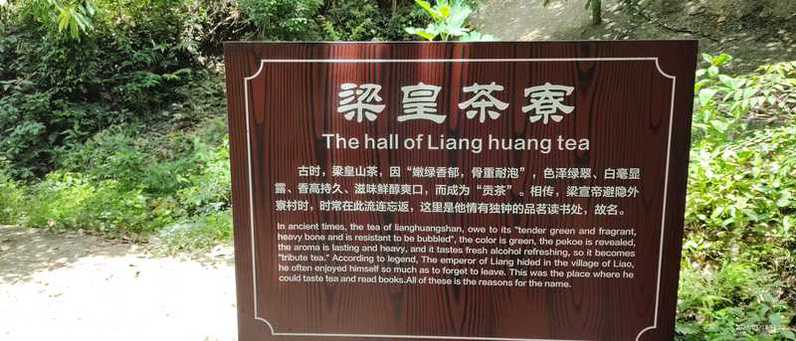 梁皇茶寮
The hall of Liang huang tea
古时，梁皇山茶，因“嫩绿香郁，骨重耐泡”，色泽绿翠、白毫显
露、香高持久、滋味鲜醇爽口，而成为“贡茶”。相传，梁宣帝避隐外
寮村时，时常在此流连忘返，这里是他情有独钟的品茗读书处，故名。
In ancient times, the tea of lianghuangshan, owe to its "tender green and fragrant,
heavy bone and is resistant to be bubbled", the color is green, the pekoe is revealed,
the aroma is lasting and heavy, and it tastes fresh alcohol refreshing, so it becomes
"tribute tea." According to legend, The emperor of Liang hided in the village of Liao,
he often enjoyed himself so much as to forget to leave. This was the place where he
could taste tea and read books.All of these is the reasons for the name.